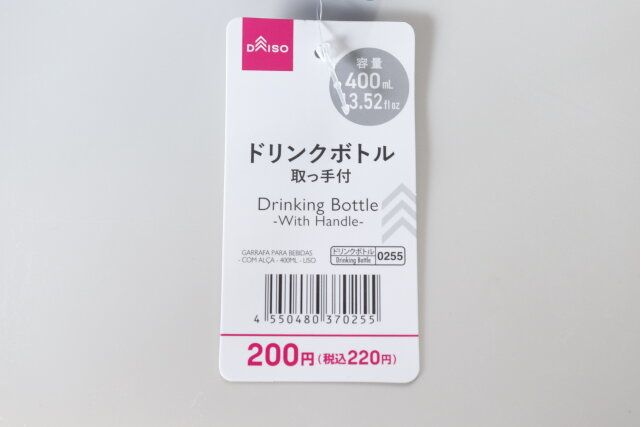 DAISO
容量
400mL
13.52fl oz
ドリンクボトル
取っ手付
Drinking Bottle
-With Handle-
GARRAFA PARA BEBIDAS
- COM ALÇA - 400ML - LISO
ドリンクボトル
Drinking Bottle
0255
4 550480 370255
200円(税込220円)